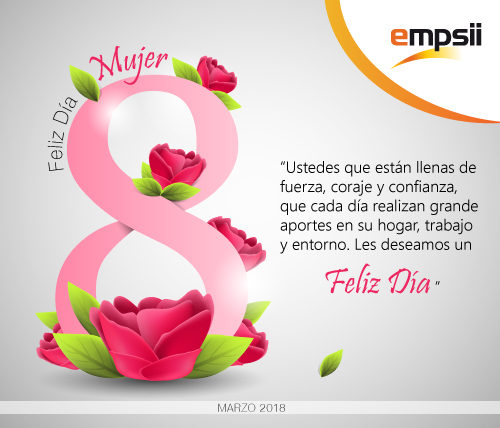 empsii
Feliz Día Mujer
8
“Ustedes que están llenas de
fuerza, coraje y confianza,
que cada día realizan grande
aportes en su hogar, trabajo
y entorno. Les deseamos un
Feliz Día ”
MARZO 2018